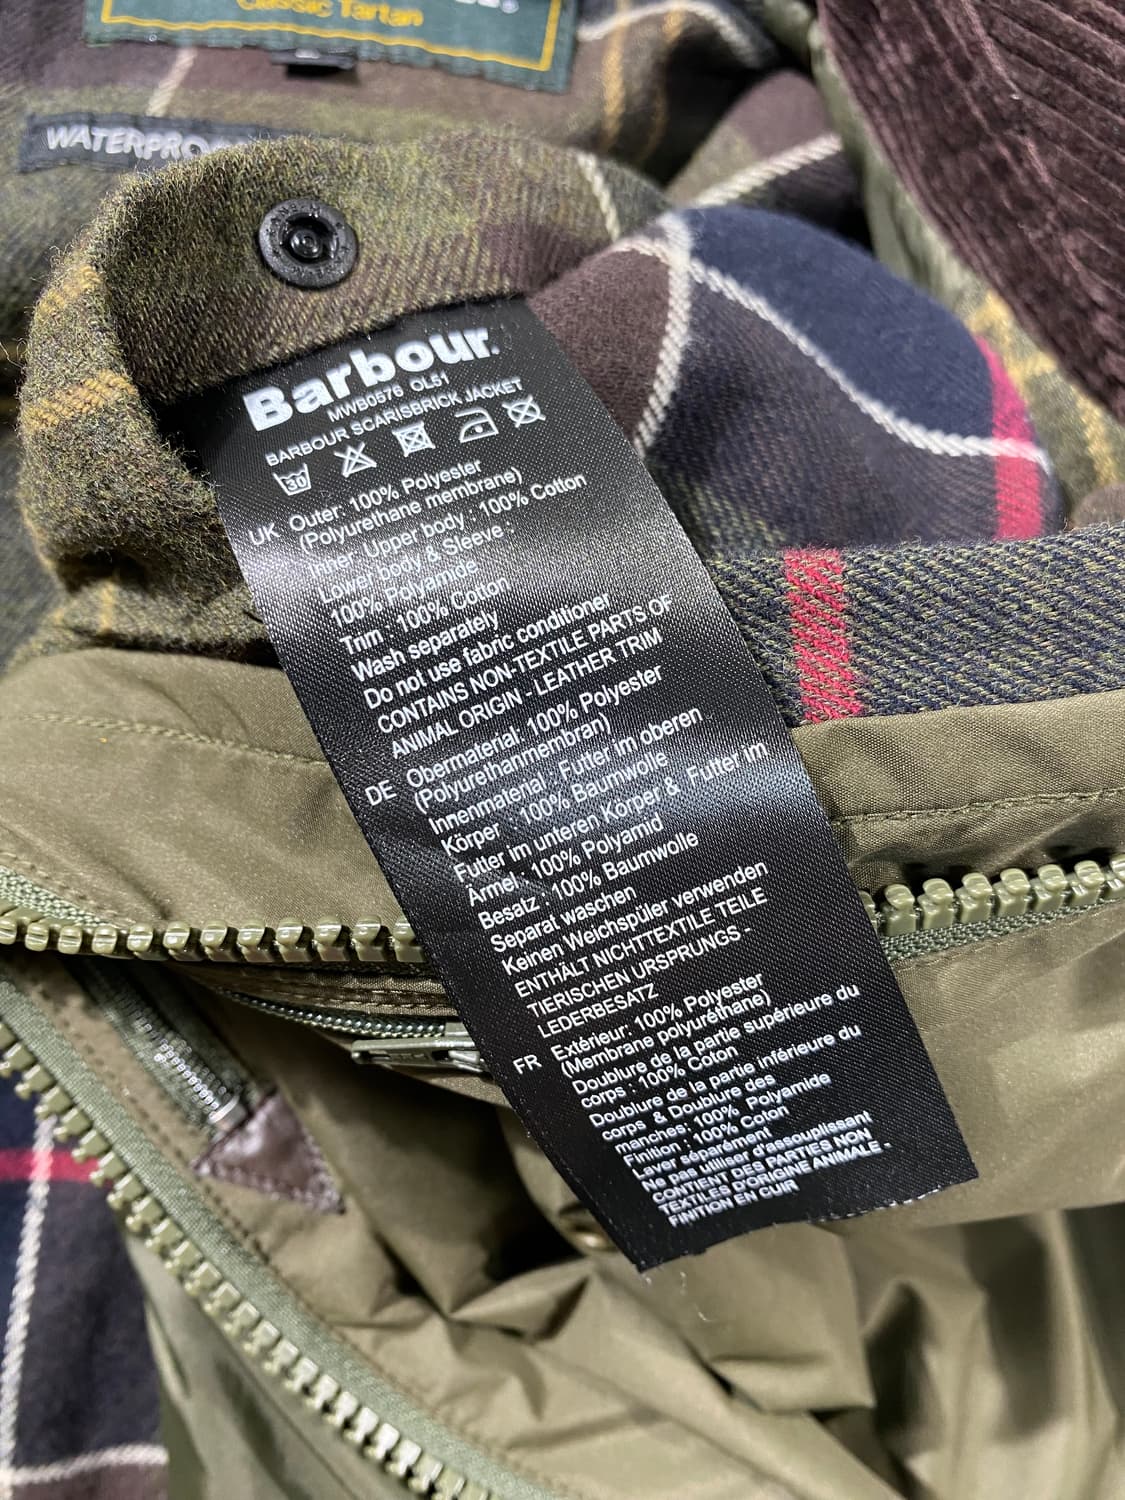 Classic Tartan
WATERPRO
Barbour.
MWB0576 OL51
BARBOUR SCARISBRICK JACKET
30
UK Outer: 100% Polyester
(Polyurethane membrane)
Inner: Upper body : 100% Cotton
Lower body & Sleeve :
100% Polyamide
Trim : 100% Cotton
Wash separately
Do not use fabric conditioner
CONTAINS NON-TEXTILE PARTS OF
ANIMAL ORIGIN - LEATHER TRIM
DE Obermaterial: 100% Polyester
(Polyurethanmembran)
Innenmaterial: Futter im oberen
Körper : 100% Baumwolle
Futter im unteren Körper & Futter im
Ärmel : 100% Polyamid
Besatz : 100% Baumwolle
Separat waschen
Keinen Weichspüler verwenden
ENTHÄLT NICHTTEXTILE TEILE
TIERISCHEN URSPRUNGS -
LEDERBESATZ
FR Extérieur: 100% Polyester
(Membrane polyuréthane)
Doublure de la partie supérieure du
corps : 100% Coton
Doublure de la partie inférieure du
corps & Doublure des
manches: 100% Polyamide
Finition : 100% Coton
Laver séparément
Ne pas utiliser d'assouplissant
CONTIENT DES PARTIES NON
TEXTILES D'ORIGINE ANIMALE -
FINITION EN CUIR